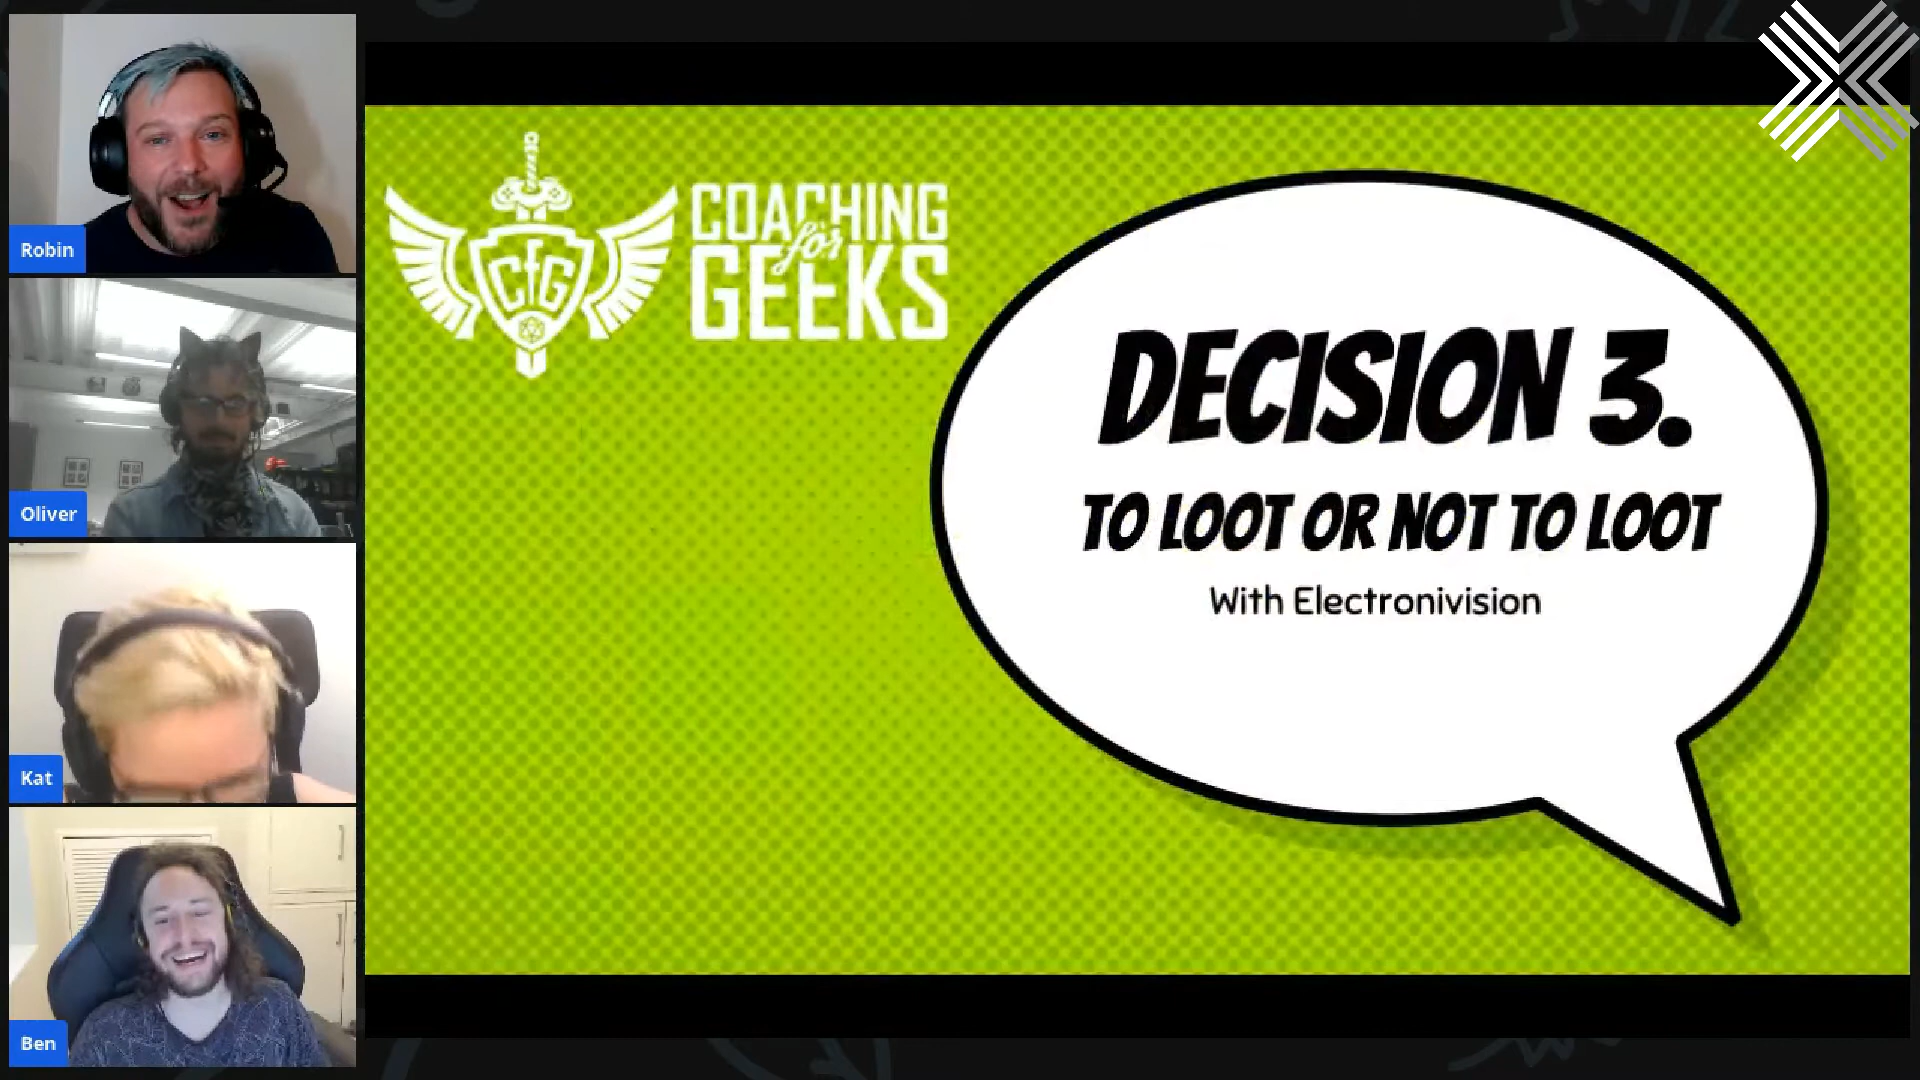 Robin
Oliver
Kat
Ben
CfG
COACHING
for
GEEKS
DECISION 3.
TO LOOT OR NOT TO LOOT
With Electronivision